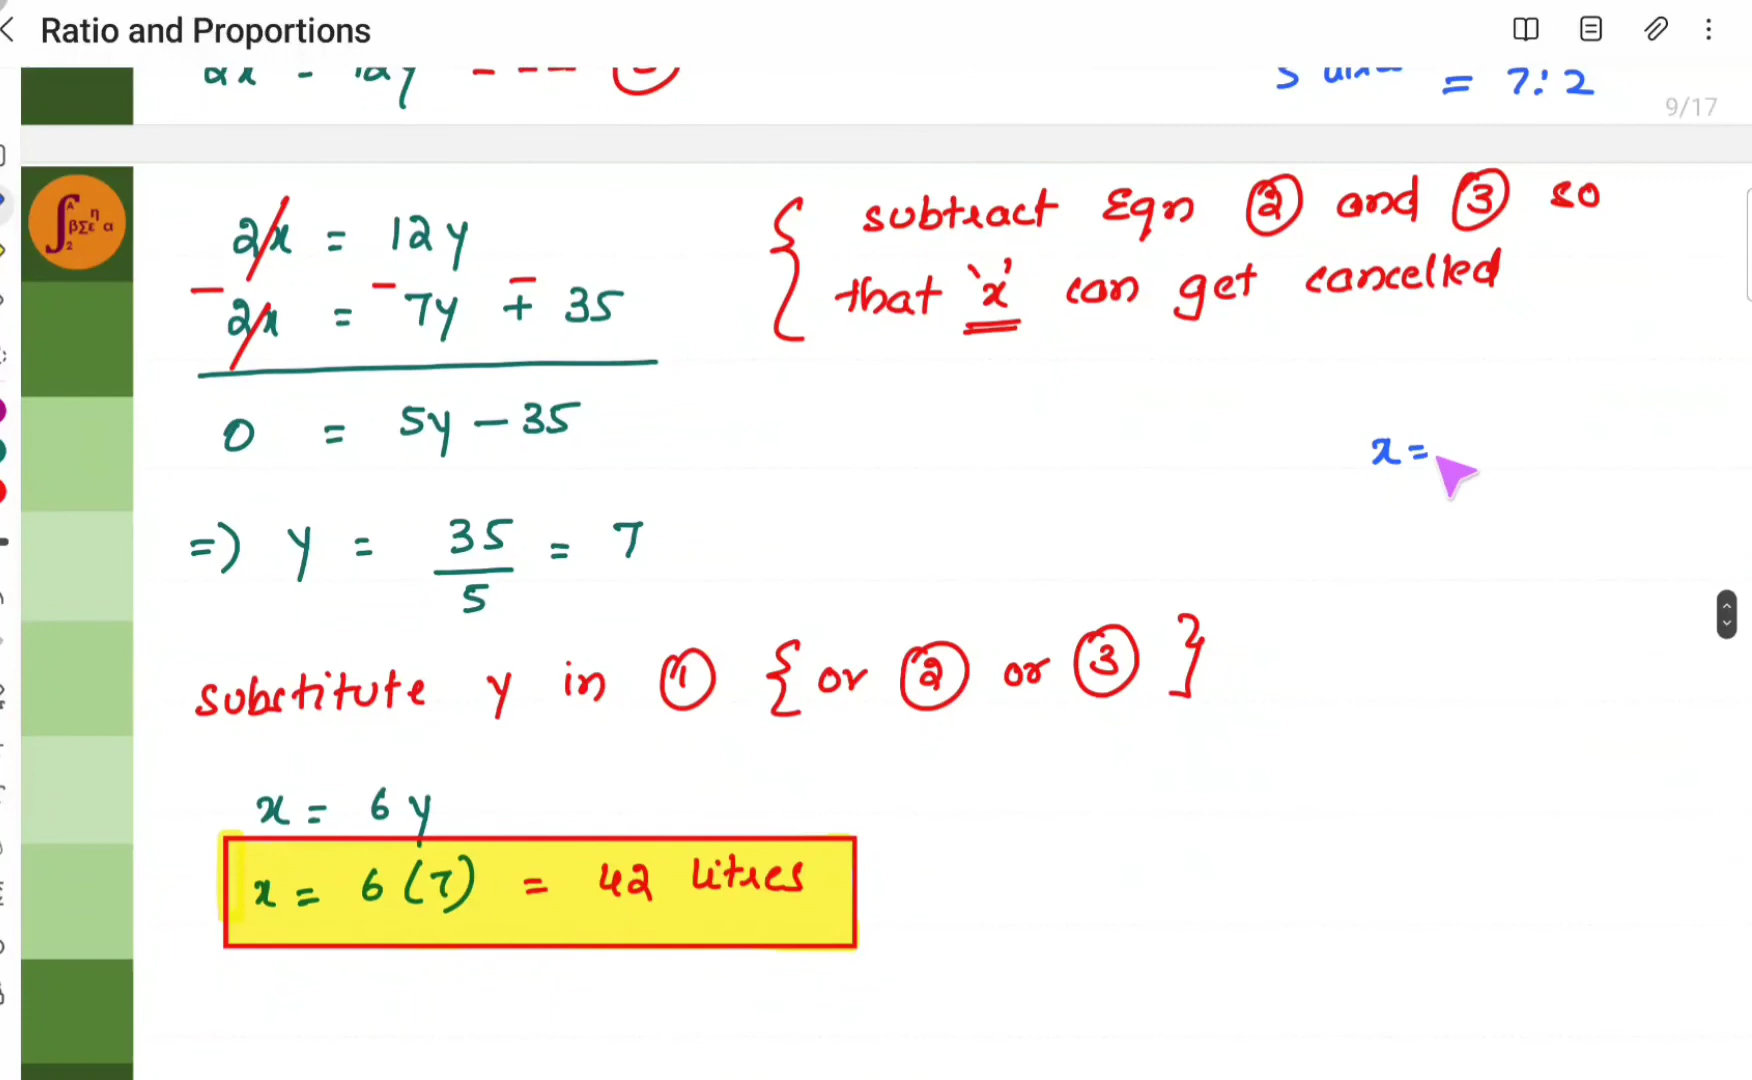 Ratio and Proportions
2x = 12y
= 7:2
9/17
2x = 12y
- 2x = - 7y + - 35
0 = 5y - 35
{ subtract Eqn ② and ③ so
that 'x' can get cancelled
x =
=) y = 35/5 = 7
substitute y in ① { or ② or ③ }
x = 6y
x = 6(7) = 42 litres